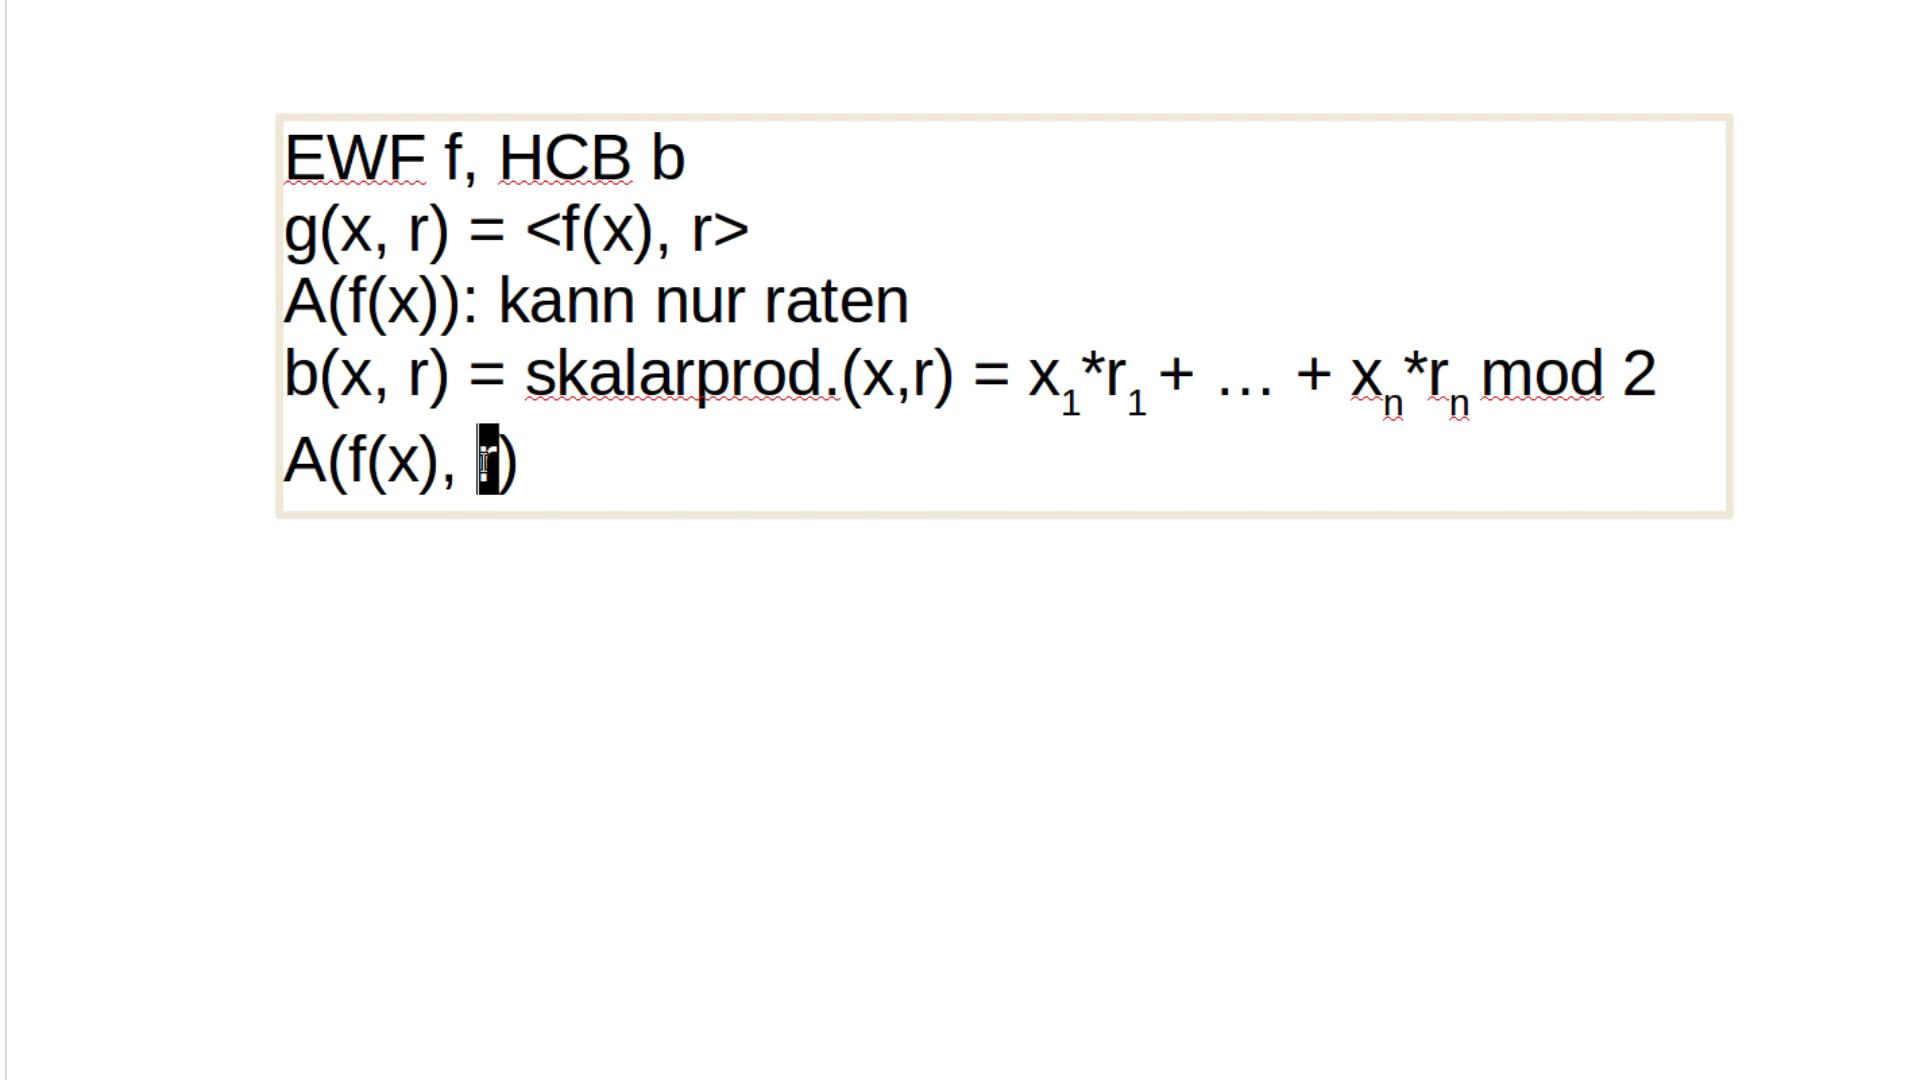 EWF f, HCB b
g(x, r) = <f(x), r>
A(f(x)): kann nur raten
b(x, r) = skalarprod.(x,r) = x₁*r₁ + … + xₙ*rₙ mod 2
A(f(x), r)